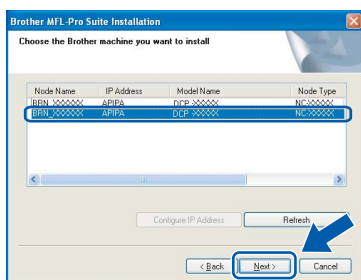 Brother MFL-Pro Suite Installation
Choose the Brother machine you want to install
Node Name IP Address Model Name Node Type
BRN_XXXXXX APIPA DCP-XXXXX NC-XXXXX
BRN_XXXXXX APIPA DCP-XXXXX NC-XXXXX
Configure IP Address Refresh
< Back Next > Cancel